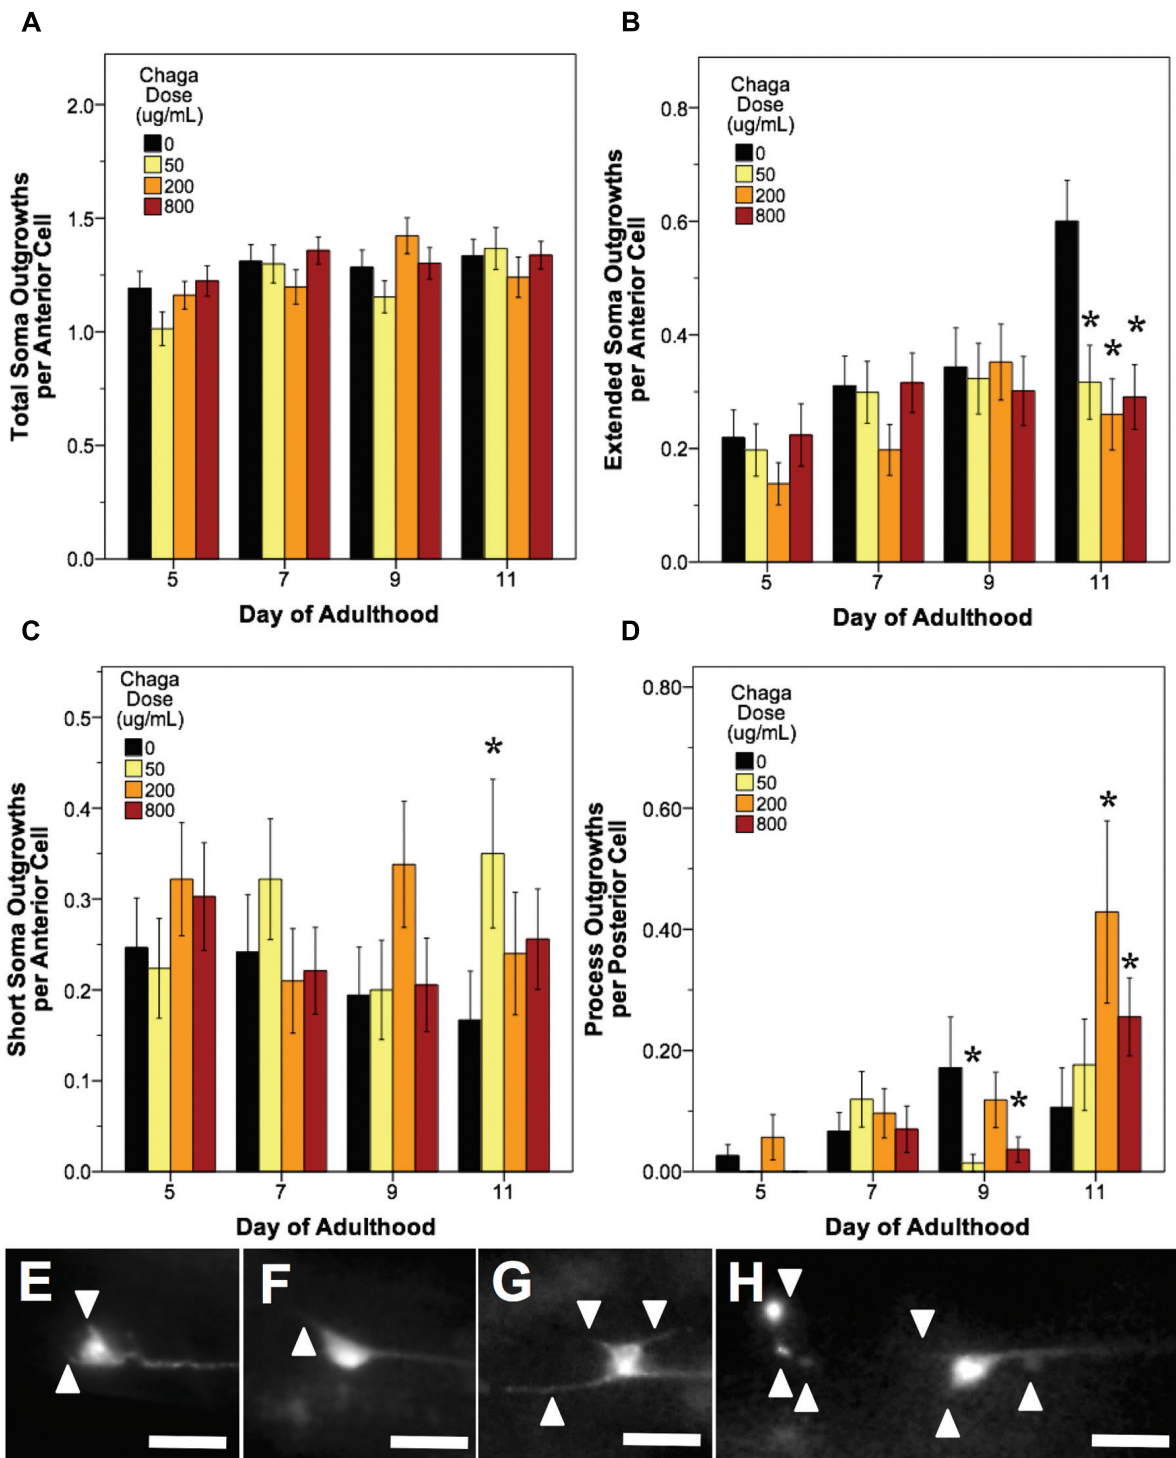 A
Chaga
Dose
(ug/mL)
0
50
200
800
2.0
1.5
1.0
0.5
0.0
Total Soma Outgrowths
per Anterior Cell
5 7 9 11
Day of Adulthood
B
Chaga
Dose
(ug/mL)
0
50
200
800
0.8
0.6
0.4
0.2
0.0
Extended Soma Outgrowths
per Anterior Cell
* * *
5 7 9 11
Day of Adulthood
C
Chaga
Dose
(ug/mL)
0
50
200
800
0.5
0.4
0.3
0.2
0.1
0.0
Short Soma Outgrowths
per Anterior Cell
*
5 7 9 11
Day of Adulthood
D
Chaga
Dose
(ug/mL)
0
50
200
800
0.80
0.60
0.40
0.20
0.00
Process Outgrowths
per Posterior Cell
* * * *
5 7 9 11
Day of Adulthood
E
F
G
H